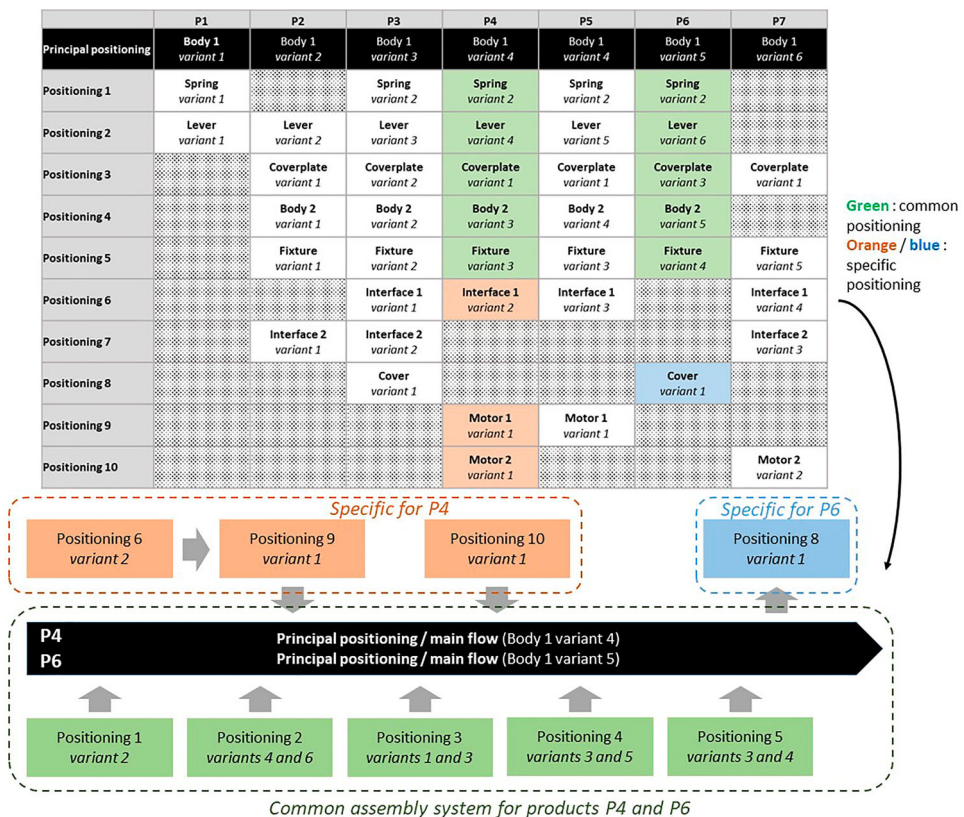 P1 P2 P3 P4 P5 P6 P7
Principal positioning Body 1 Body 1 Body 1 Body 1 Body 1 Body 1 Body 1
variant 1 variant 2 variant 3 variant 4 variant 4 variant 5 variant 6
Positioning 1 Spring Spring Spring Spring Spring
variant 1 variant 2 variant 2 variant 2 variant 2
Positioning 2 Lever Lever Lever Lever Lever Lever
variant 1 variant 2 variant 3 variant 4 variant 5 variant 6
Positioning 3 Coverplate Coverplate Coverplate Coverplate Coverplate Coverplate
variant 1 variant 2 variant 1 variant 1 variant 3 variant 1
Positioning 4 Body 2 Body 2 Body 2 Body 2 Body 2
variant 1 variant 2 variant 3 variant 4 variant 5
Positioning 5 Fixture Fixture Fixture Fixture Fixture Fixture
variant 1 variant 2 variant 3 variant 3 variant 4 variant 5
Positioning 6 Interface 1 Interface 1 Interface 1 Interface 1
variant 1 variant 2 variant 3 variant 4
Positioning 7 Interface 2 Interface 2 Interface 2
variant 1 variant 2 variant 3
Positioning 8 Cover Cover
variant 1 variant 1
Positioning 9 Motor 1 Motor 1
variant 1 variant 1
Positioning 10 Motor 2 Motor 2
variant 1 variant 2
Green : common
positioning
Orange / blue :
specific
positioning
Specific for P4
Positioning 6
variant 2
Positioning 9
variant 1
Positioning 10
variant 1
Specific for P6
Positioning 8
variant 1
P4 Principal positioning / main flow (Body 1 variant 4)
P6 Principal positioning / main flow (Body 1 variant 5)
Positioning 1
variant 2
Positioning 2
variants 4 and 6
Positioning 3
variants 1 and 3
Positioning 4
variants 3 and 5
Positioning 5
variants 3 and 4
Common assembly system for products P4 and P6